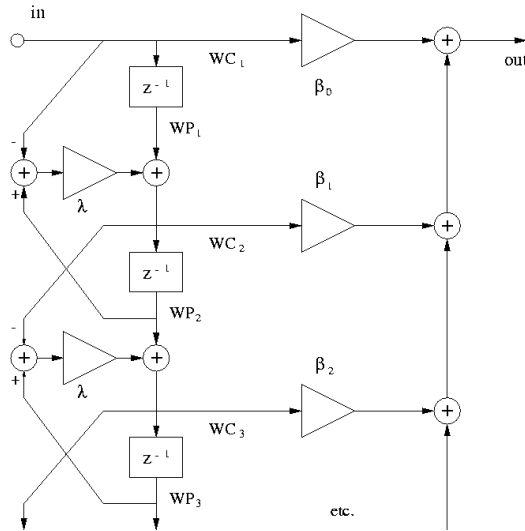 in
WC₁
β₀
out
z⁻¹
WP₁
-
+
+
+
λ
β₁
+
WC₂
z⁻¹
WP₂
-
+
+
+
λ
β₂
+
WC₃
z⁻¹
WP₃
etc.
+